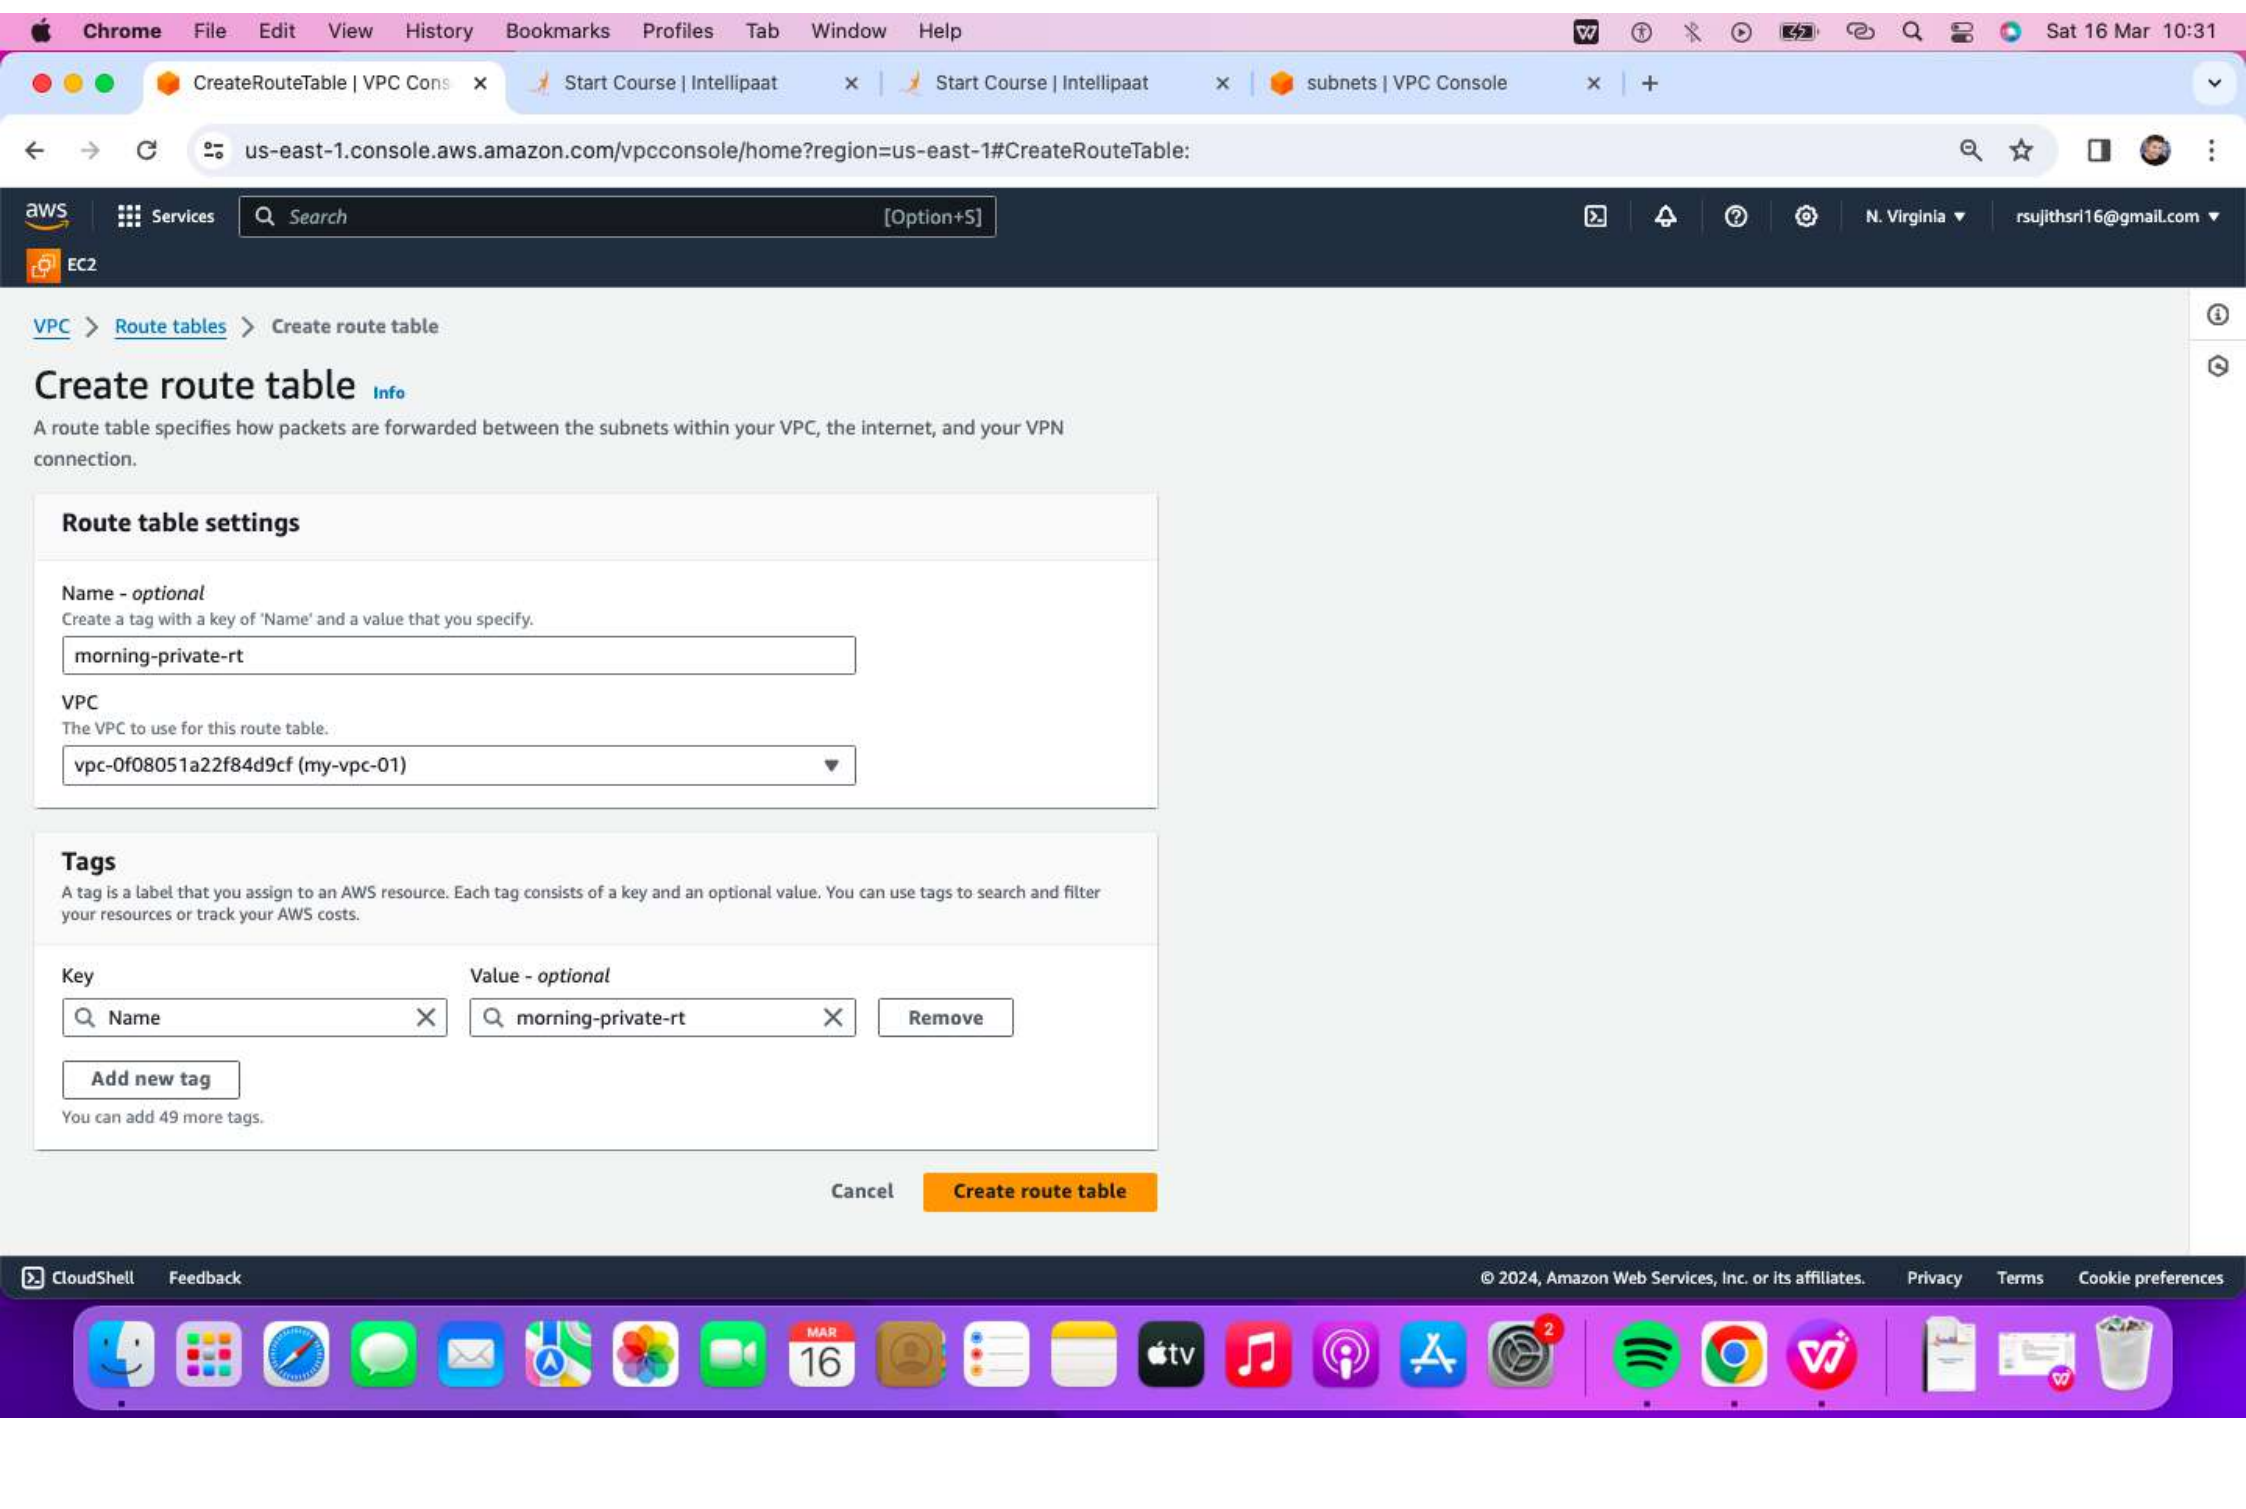 Chrome File Edit View History Bookmarks Profiles Tab Window Help Sat 16 Mar 10:31
CreateRouteTable | VPC Cons Start Course | Intellipaat Start Course | Intellipaat subnets | VPC Console
us-east-1.console.aws.amazon.com/vpcconsole/home?region=us-east-1#CreateRouteTable:
aws Services Search [Option+S] N. Virginia rsujithsri16@gmail.com
EC2
VPC > Route tables > Create route table
Create route table Info
A route table specifies how packets are forwarded between the subnets within your VPC, the internet, and your VPN
connection.
Route table settings
Name - optional
Create a tag with a key of 'Name' and a value that you specify.
morning-private-rt
VPC
The VPC to use for this route table.
vpc-0f08051a22f84d9cf (my-vpc-01)
Tags
A tag is a label that you assign to an AWS resource. Each tag consists of a key and an optional value. You can use tags to search and filter
your resources or track your AWS costs.
Key Value - optional
Name morning-private-rt Remove
Add new tag
You can add 49 more tags.
Cancel Create route table
CloudShell Feedback © 2024, Amazon Web Services, Inc. or its affiliates. Privacy Terms Cookie preferences
MAR
16
tv
2